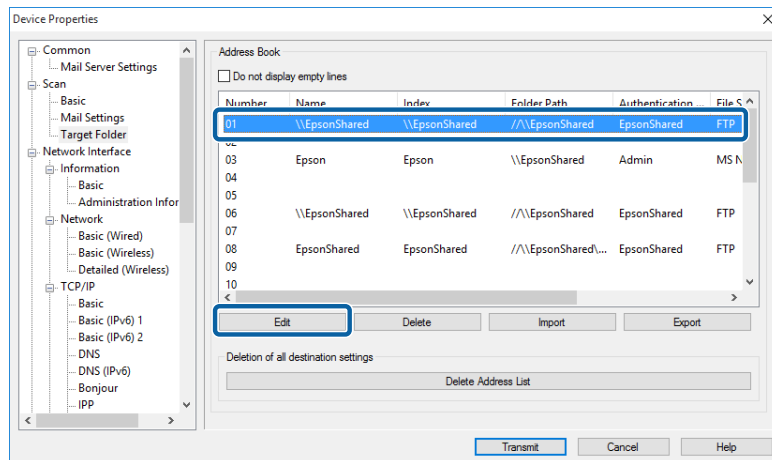 Device Properties
Common
Mail Server Settings
Scan
Basic
Mail Settings
Target Folder
Network Interface
Information
Basic
Administration Infor
Network
Basic (Wired)
Basic (Wireless)
Detailed (Wireless)
TCP/IP
Basic
Basic (IPv6) 1
Basic (IPv6) 2
DNS
DNS (IPv6)
Bonjour
IPP
Address Book
Do not display empty lines
Number Name Index Folder Path Authentication ... File S
01 \\EpsonShared \\EpsonShared //\\EpsonShared EpsonShared FTP
02
03 Epson Epson \\EpsonShared Admin MS N
04
05
06 \\EpsonShared \\EpsonShared //\\EpsonShared EpsonShared FTP
07
08 EpsonShared EpsonShared //\\EpsonShared\... EpsonShared FTP
09
10
Edit Delete Import Export
Deletion of all destination settings
Delete Address List
Transmit Cancel Help